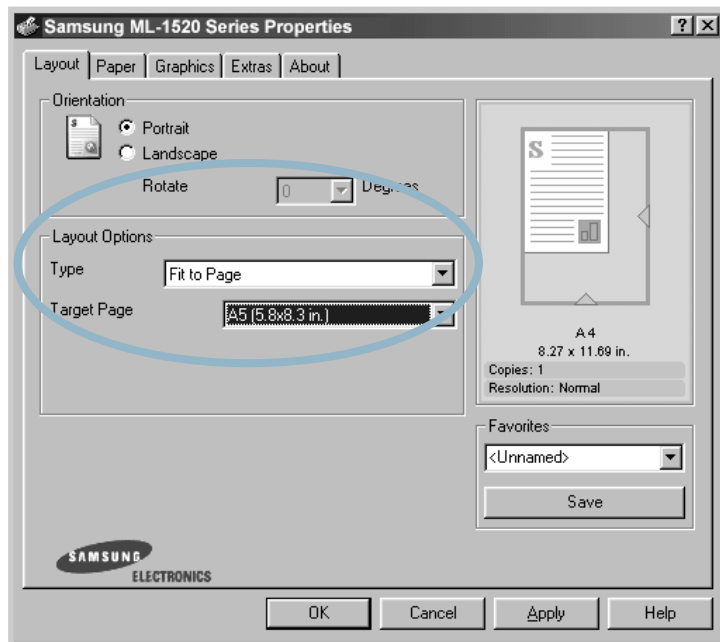 Samsung ML-1520 Series Properties
Layout Paper Graphics Extras About
Orientation
Portrait
Landscape
Rotate 0 Degrees
Layout Options
Type Fit to Page
Target Page A5 (5.8x8.3 in.)
S
S
A4
8.27 x 11.69 in.
Copies: 1
Resolution: Normal
Favorites
<Unnamed>
Save
SAMSUNG
ELECTRONICS
OK Cancel Apply Help